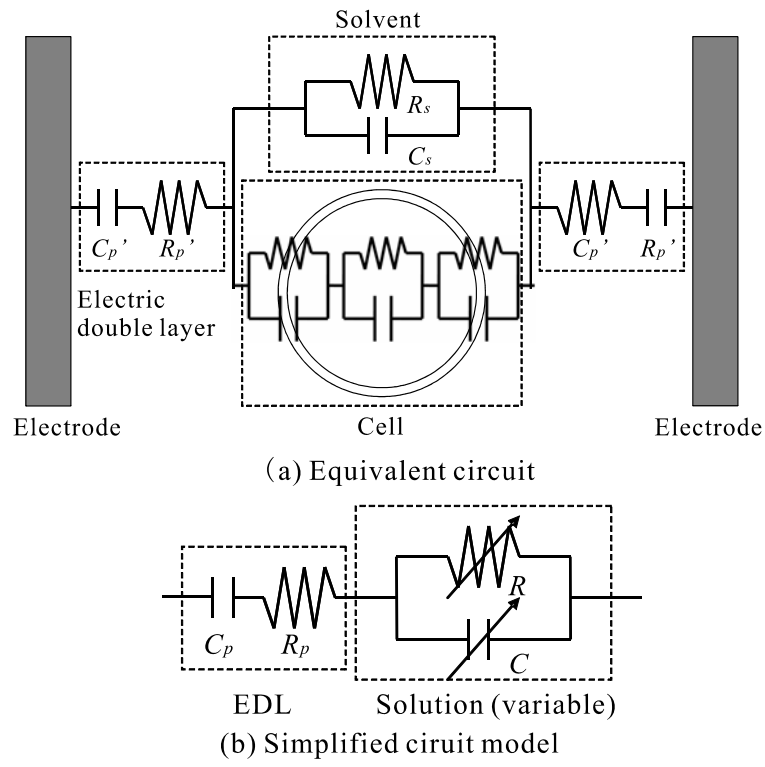 Solvent
Rs
Cs
Cp’ Rp’
Cp’ Rp’
Electric
double layer
Electrode
Cell
Electrode
(a) Equivalent circuit
R
C
Cp Rp
EDL
Solution (variable)
(b) Simplified ciruit model